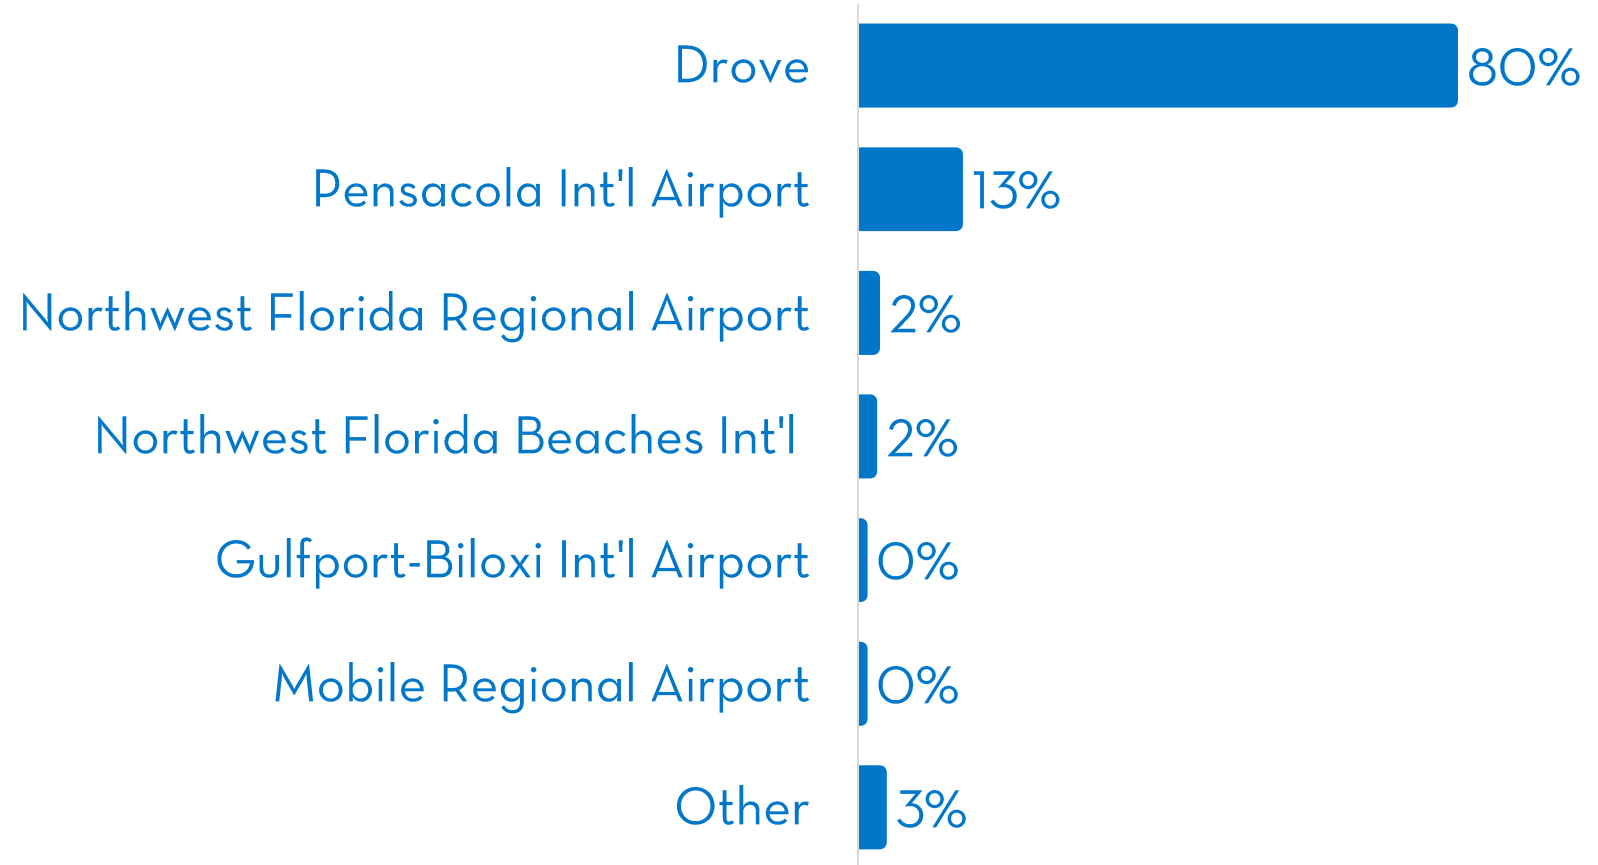 Drove 80%
Pensacola Int'l Airport 13%
Northwest Florida Regional Airport 2%
Northwest Florida Beaches Int'l 2%
Gulfport-Biloxi Int'l Airport 0%
Mobile Regional Airport 0%
Other 3%